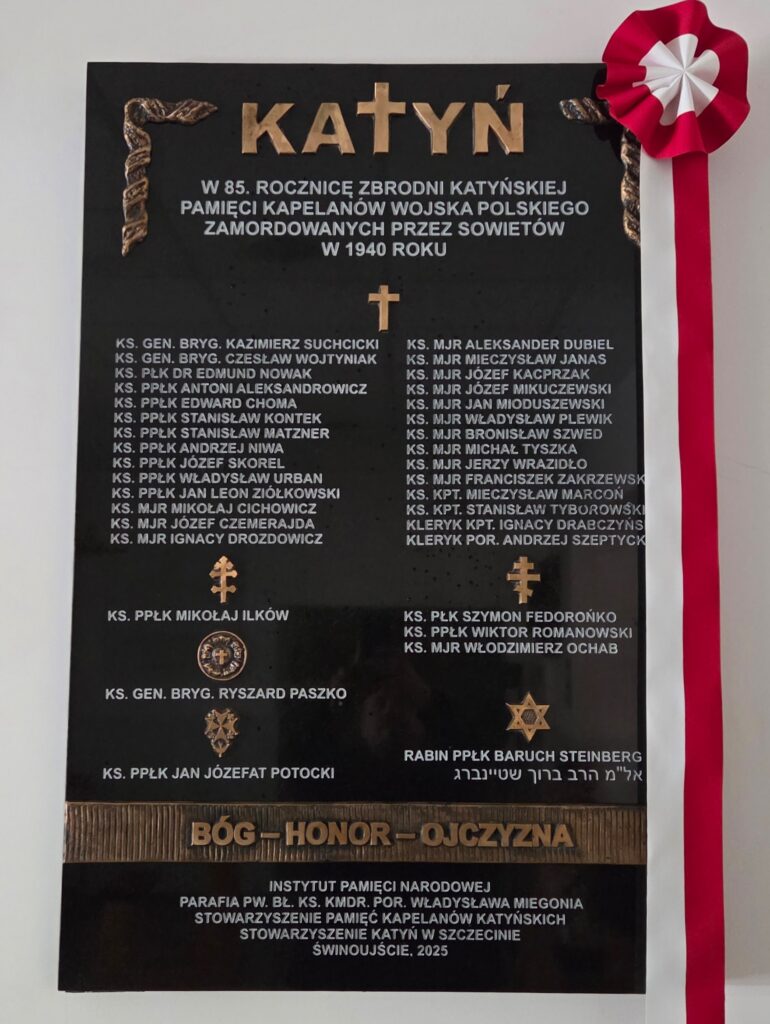 KATYŃ
W 85. ROCZNICĘ ZBRODNI KATYŃSKIEJ
PAMIĘCI KAPELANÓW WOJSKA POLSKIEGO
ZAMORDOWANYCH PRZEZ SOWIETÓW
W 1940 ROKU
KS. GEN. BRYG. KAZIMIERZ SUCHCICKI
KS. GEN. BRYG. CZESŁAW WOJTYNIAK
KS. PŁK DR EDMUND NOWAK
KS. PPŁK ANTONI ALEKSANDROWICZ
KS. PPŁK EDWARD CHOMA
KS. PPŁK STANISŁAW KONTEK
KS. PPŁK STANISŁAW MATZNER
KS. PPŁK ANDRZEJ NIWA
KS. PPŁK JÓZEF SKOREL
KS. PPŁK WŁADYSŁAW URBAN
KS. PPŁK JAN LEON ZIÓŁKOWSKI
KS. MJR MIKOŁAJ CICHOWICZ
KS. MJR JÓZEF CZEMERAJDA
KS. MJR IGNACY DROZDOWICZ
KS. MJR ALEKSANDER DUBIEL
KS. MJR MIECZYSŁAW JANAS
KS. MJR JÓZEF KACPRZAK
KS. MJR JÓZEF MIKUCZEWSKI
KS. MJR JAN MIODUSZEWSKI
KS. MJR WŁADYSŁAW PLEWIK
KS. MJR BRONISŁAW SZWED
KS. MJR MICHAŁ TYSZKA
KS. MJR JERZY WRAZIDŁO
KS. MJR FRANCISZEK ZAKRZEWSK
KS. KPT. MIECZYSŁAW MARCOŃ
KS. KPT. STANISŁAW TYBOROWSKI
KLERYK KPT. IGNACY DRABCZYŃS
KLERYK POR. ANDRZEJ SZEPTYCK
KS. PPŁK MIKOŁAJ ILKÓW
KS. PŁK SZYMON FEDOROŃKO
KS. PPŁK WIKTOR ROMANOWSKI
KS. MJR WŁODZIMIERZ OCHAB
KS. GEN. BRYG. RYSZARD PASZKO
KS. PPŁK JAN JÓZEFAT POTOCKI
RABIN PPŁK BARUCH STEINBERG
אל"מ הרב ברוך שטיינברג
BÓG – HONOR – OJCZYZNA
INSTYTUT PAMIĘCI NARODOWEJ
PARAFIA PW. BŁ. KS. KMDR. POR. WŁADYSŁAWA MIEGONIA
STOWARZYSZENIE PAMIĘĆ KAPELANÓW KATYŃSKICH
STOWARZYSZENIE KATYŃ W SZCZECINIE
ŚWINOUJŚCIE, 2025